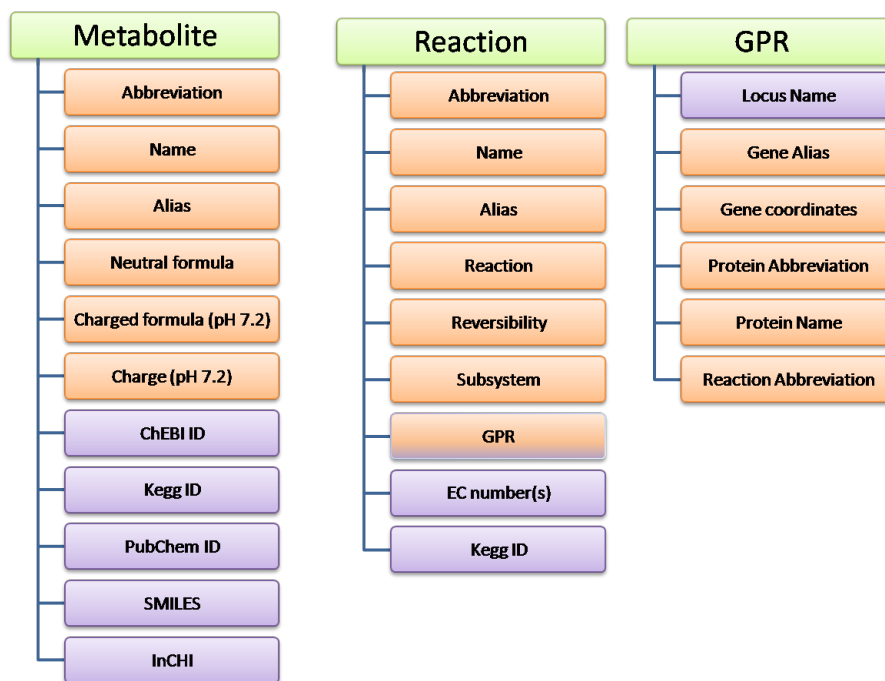 Metabolite
Abbreviation
Name
Alias
Neutral formula
Charged formula (pH 7.2)
Charge (pH 7.2)
ChEBI ID
Kegg ID
PubChem ID
SMILES
InCHI
Reaction
Abbreviation
Name
Alias
Reaction
Reversibility
Subsystem
GPR
EC number(s)
Kegg ID
GPR
Locus Name
Gene Alias
Gene coordinates
Protein Abbreviation
Protein Name
Reaction Abbreviation